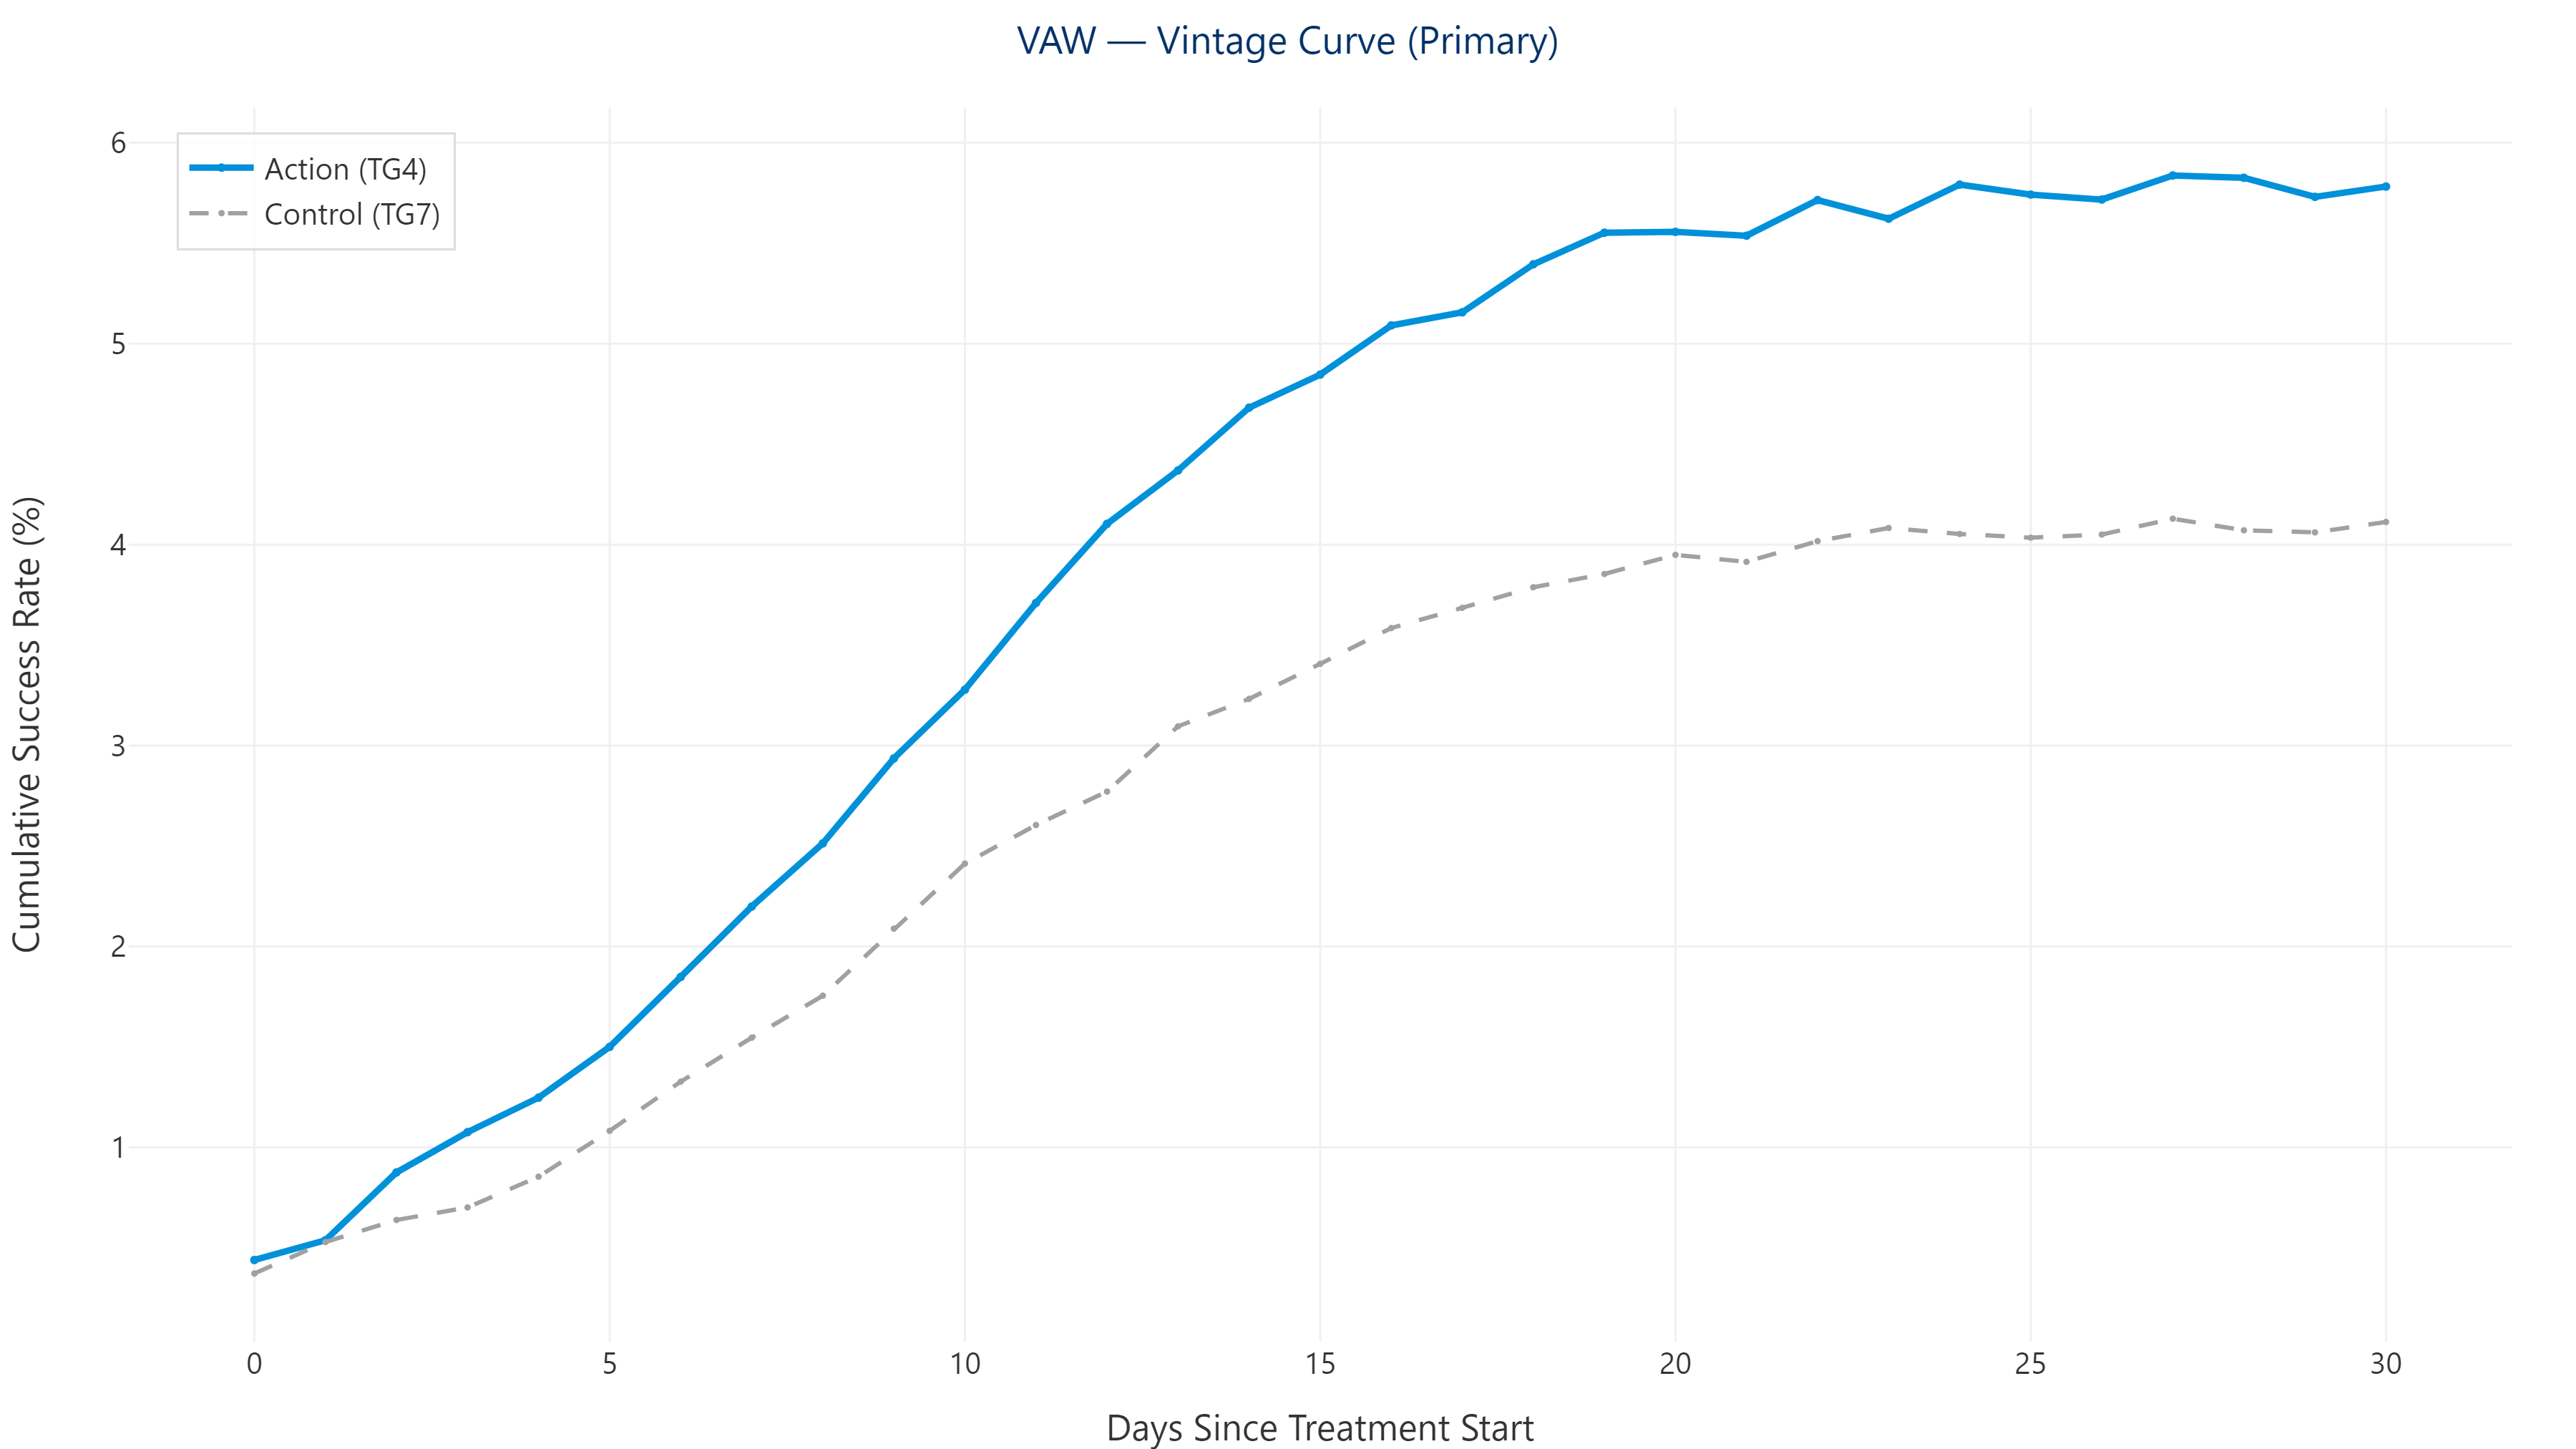 VAW — Vintage Curve (Primary)
Action (TG4)
Control (TG7)
Cumulative Success Rate (%)
6
5
4
3
2
1
0 5 10 15 20 25 30
Days Since Treatment Start